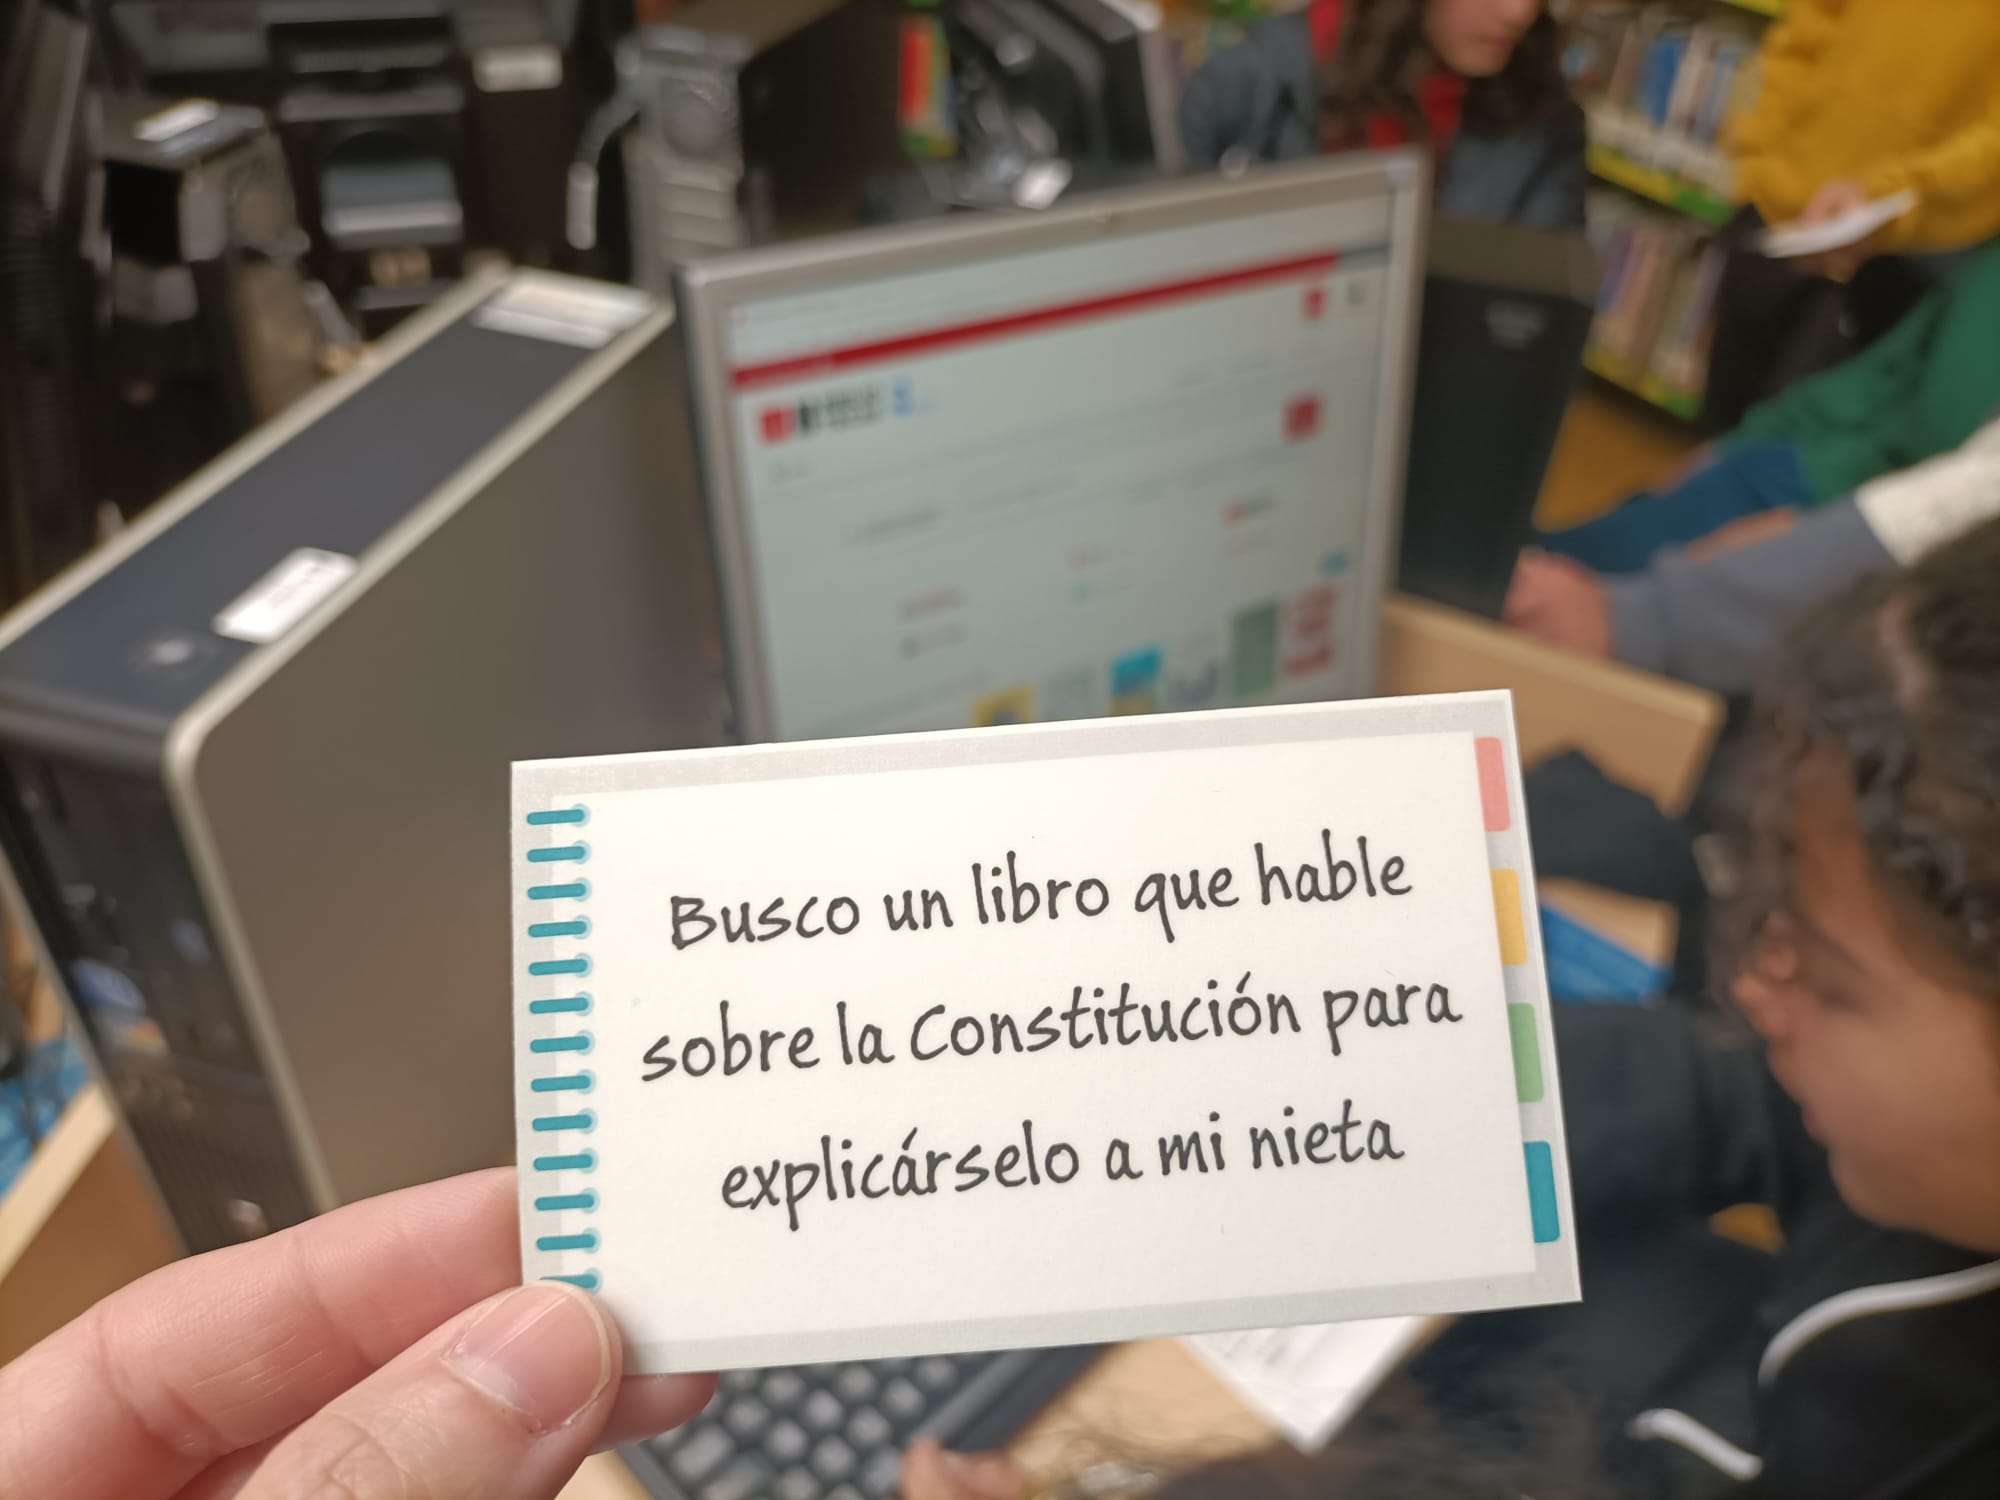 Busco un libro que hable
sobre la Constitución para
explicárselo a mi nieta